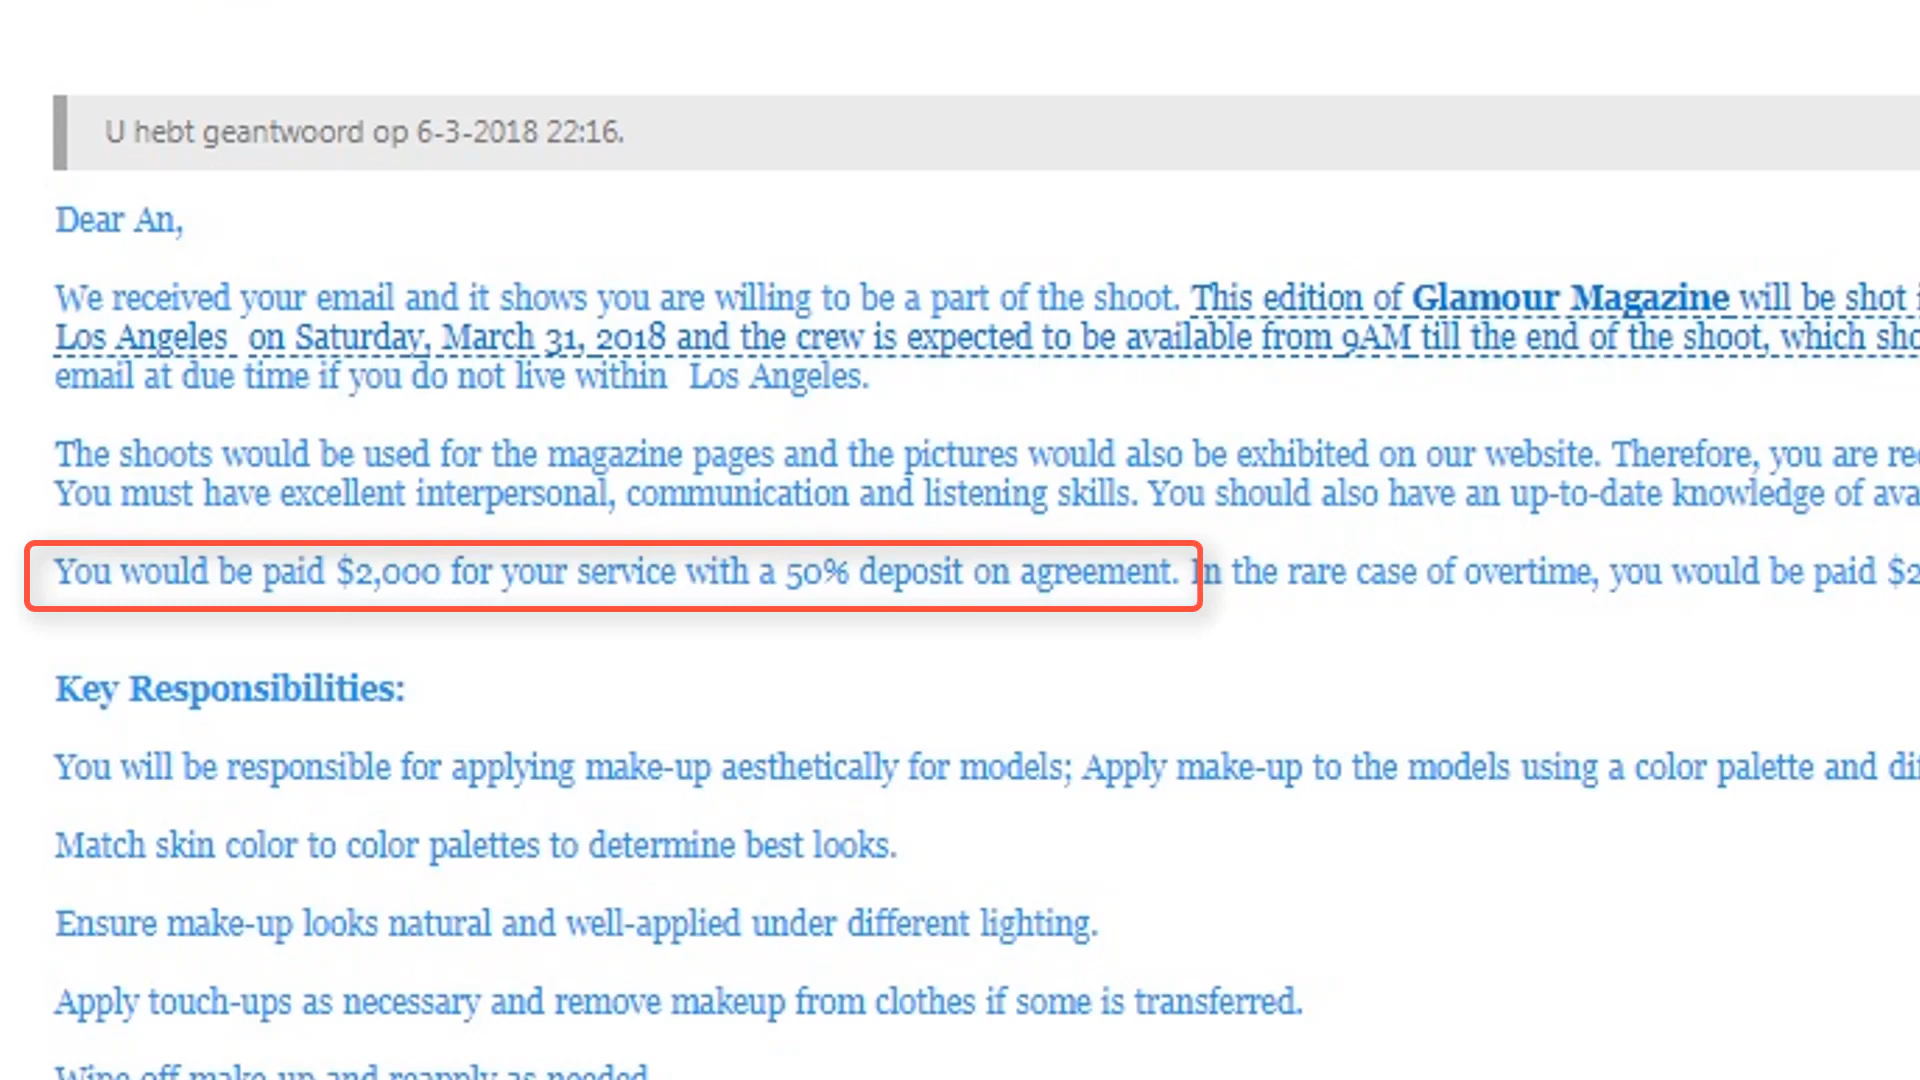 U hebt geantwoord op 6-3-2018 22:16.
Dear An,
We received your email and it shows you are willing to be a part of the shoot. This edition of Glamour Magazine will be shot
Los Angeles on Saturday, March 31, 2018 and the crew is expected to be available from 9AM till the end of the shoot, which
email at due time if you do not live within Los Angeles.
The shoots would be used for the magazine pages and the pictures would also be exhibited on our website. Therefore, you are
You must have excellent interpersonal, communication and listening skills. You should also have an up-to-date knowledge of
You would be paid $2,000 for your service with a 50% deposit on agreement. In the rare case of overtime, you would be paid
Key Responsibilities:
You will be responsible for applying make-up aesthetically for models; Apply make-up to the models using a color palette and
Match skin color to color palettes to determine best looks.
Ensure make-up looks natural and well-applied under different lighting.
Apply touch-ups as necessary and remove makeup from clothes if some is transferred.
Wipe off make-up and reapply as needed.